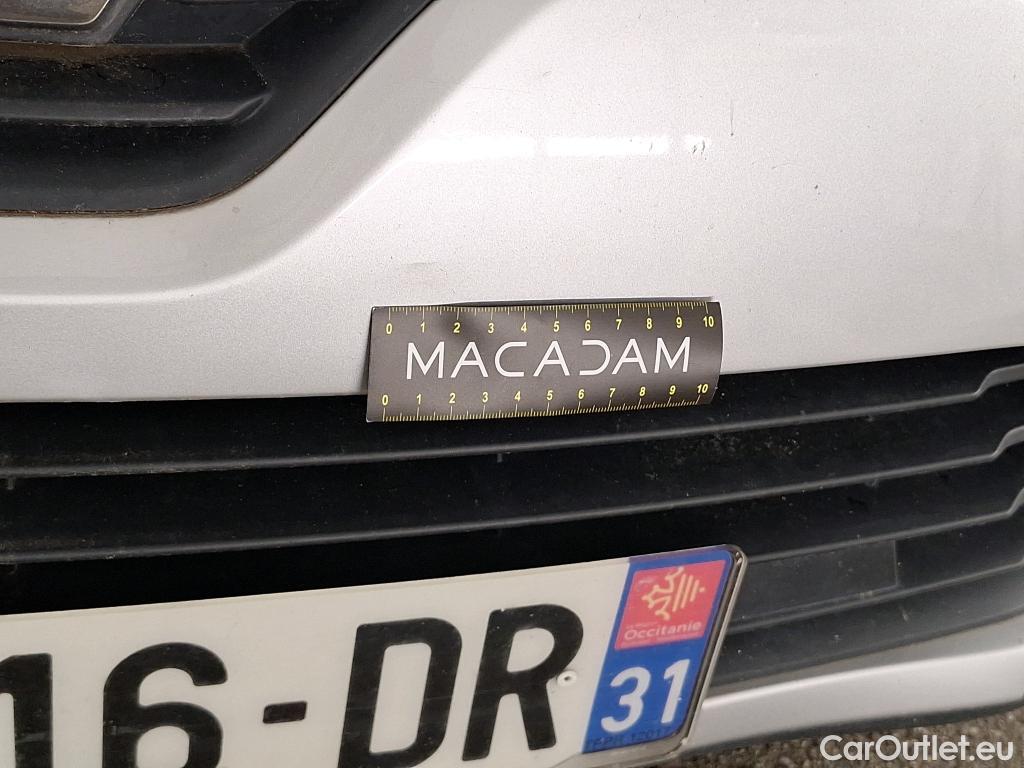 0 1 2 3 4 5 6 7 8 9 10
MACADAM
0 1 2 3 4 5 6 7 8 9 10
16-DR
Occitanie
31
CarOutlet.eu